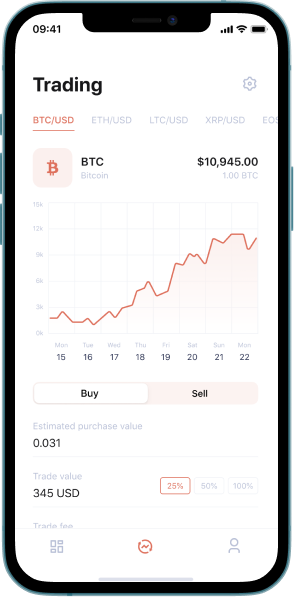 09:41
Trading
BTC/USD ETH/USD LTC/USD XRP/USD EOS
BTC $10,945.00
Bitcoin 1.00 BTC
15k
12k
9k
6k
3k
0k
Mon Tue Wed Thu Fri Sat Sun Mon
15 16 17 18 19 20 21 22
Buy Sell
Estimated purchase value
0.031
Trade value
345 USD 25% 50% 100%
Trade fee